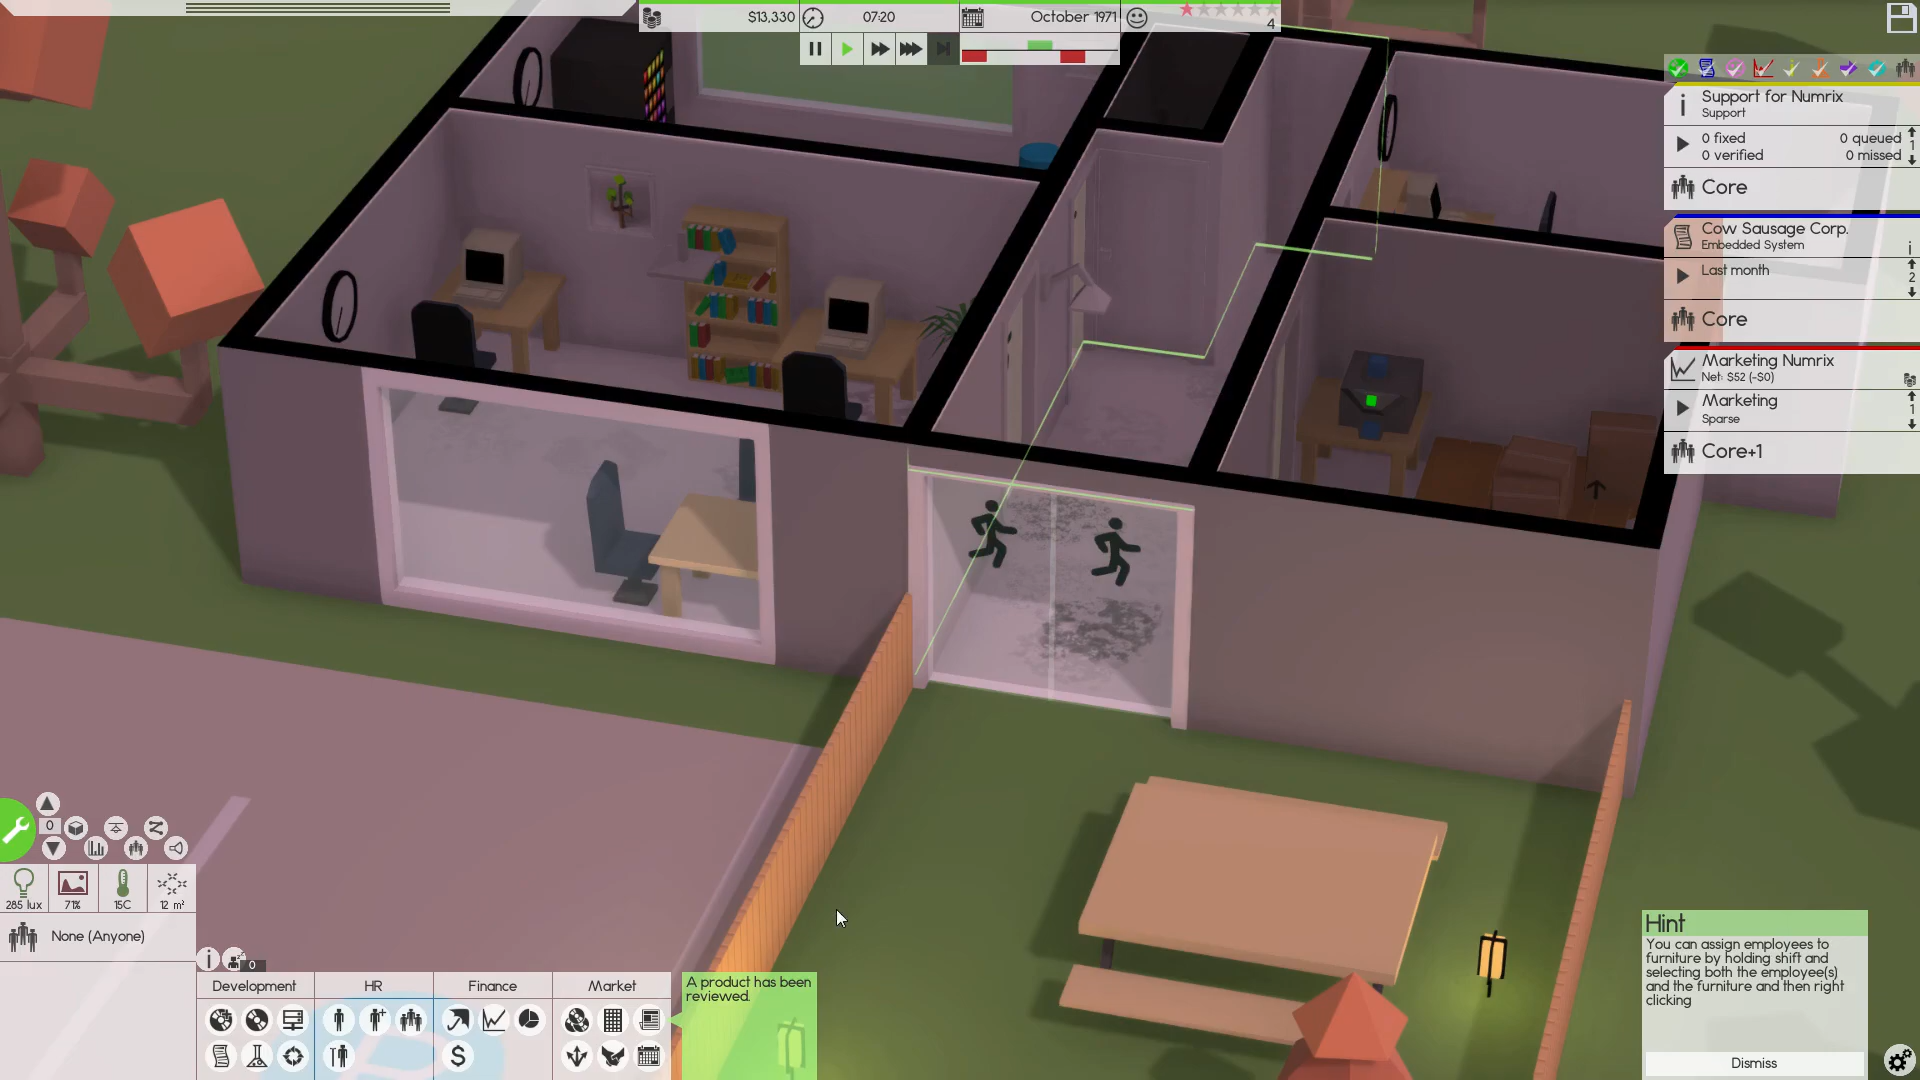 $13,330
07:20
October 1971
4
Support for Numrix
Support
0 fixed
0 queued
0 verified
0 missed
1
Core
Cow Sausage Corp.
Embedded System
Last month
2
Core
Marketing Numrix
Net: $52 (-$0)
Marketing
Sparse
1
Core+1
0
285 lux
71%
15C
12 m²
None (Anyone)
0
Development
HR
Finance
Market
A product has been
reviewed.
Hint
You can assign employees to
furniture by holding shift and
selecting both the employee(s)
and the furniture and then right
clicking
Dismiss